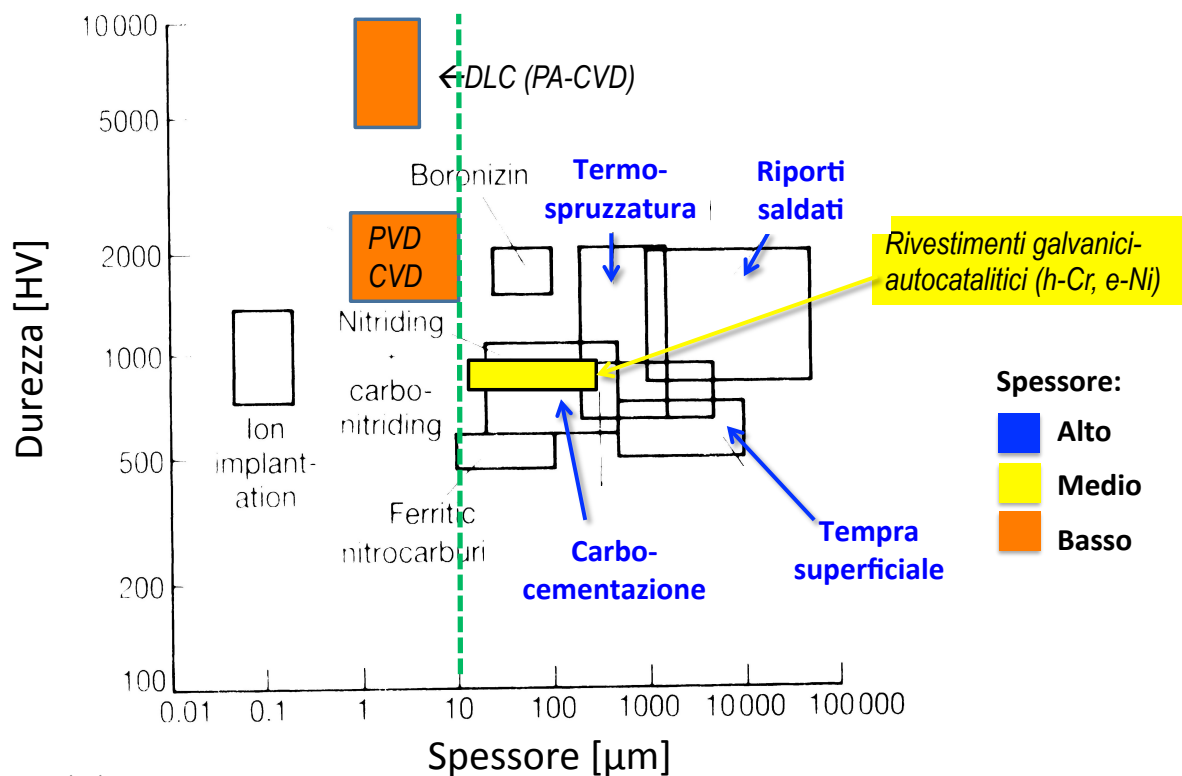 10000
5000
2000
1000
500
200
100
Durezza [HV]
0.01
0.1
1
10
100
1000
10000
100000
Spessore [µm]
←DLC (PA-CVD)
Boronizin
Termo-
spruzzatura
Riporti
saldati
Rivestimenti galvanici-
autocatalitici (h-Cr, e-Ni)
PVD
CVD
Nitriding
+
carbo-
nitriding
Ion
implant-
ation
Ferritic
nitrocarburi
Carbo-
cementazione
Tempra
superficiale
Spessore:
Alto
Medio
Basso